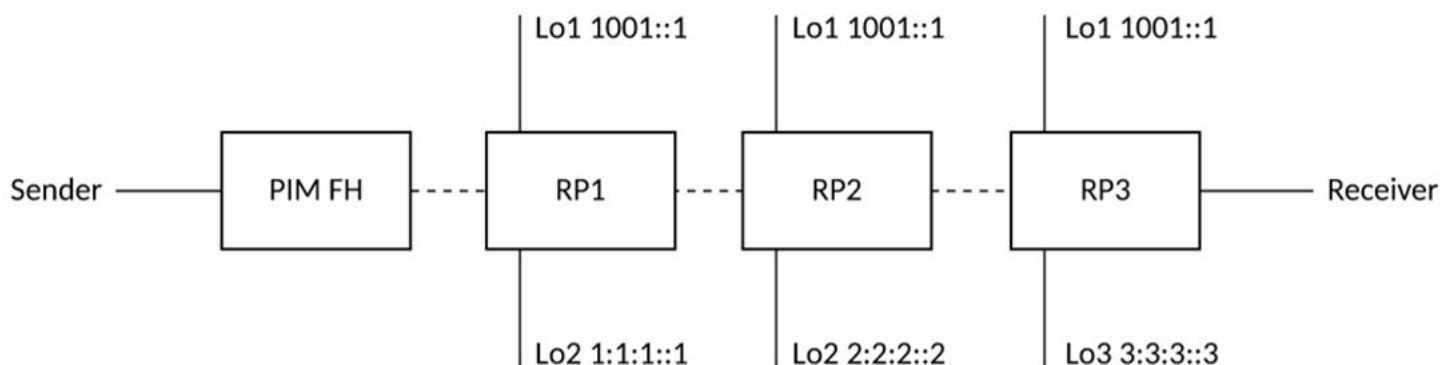 Lo1 1001::1 Lo1 1001::1 Lo1 1001::1
Sender PIM FH RP1 RP2 RP3 Receiver
Lo2 1:1:1::1 Lo2 2:2:2::2 Lo3 3:3:3::3